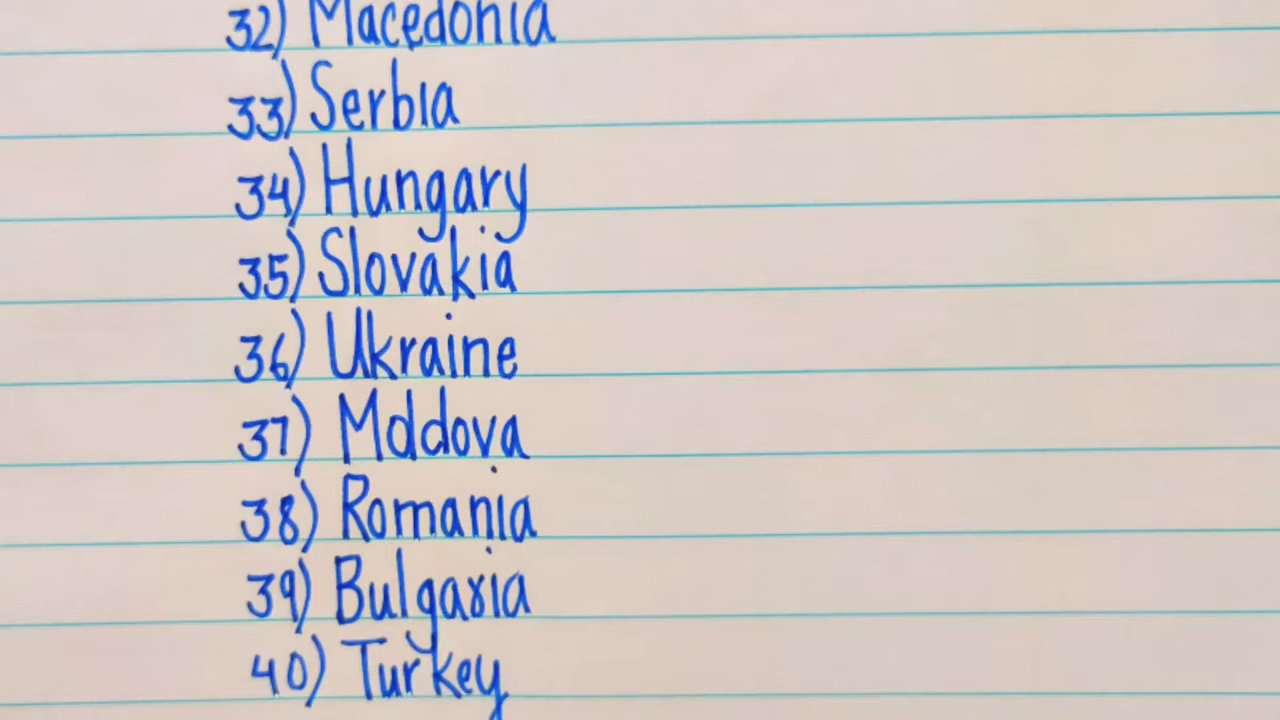 32) Macedonia
33) Serbia
34) Hungary
35) Slovakia
36) Ukraine
37) Moldova
38) Romania
39) Bulgaria
40) Turkey